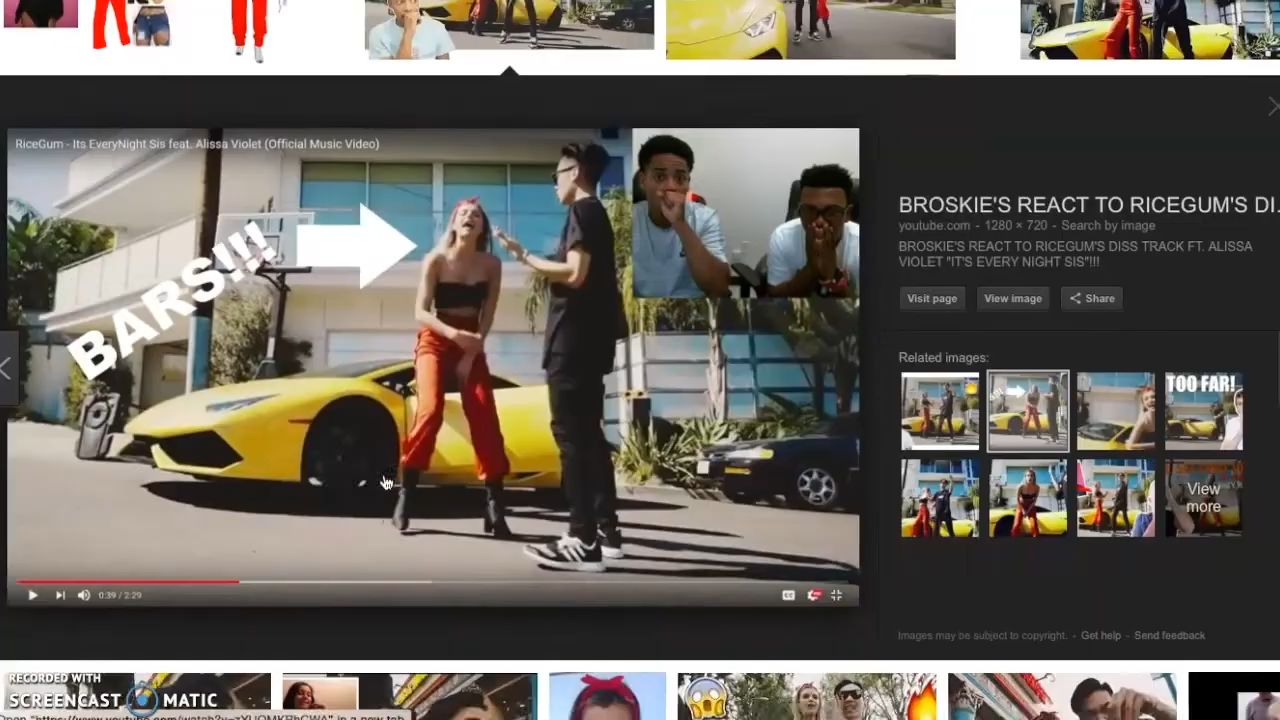 RiceGum - Its EveryNight Sis feat. Alissa Violet (Official Music Video)
BARS!!!
0:39 / 2:29
BROSKIE'S REACT TO RICEGUM'S DI...
youtube.com - 1280 × 720 - Search by image
BROSKIE'S REACT TO RICEGUM'S DISS TRACK FT. ALISSA
VIOLET "IT'S EVERY NIGHT SIS"!!!
Visit page
View image
Share
Related images:
TOO FAR!
View
more
Images may be subject to copyright. - Get help - Send feedback
RECORDED WITH
SCREENCAST MATIC